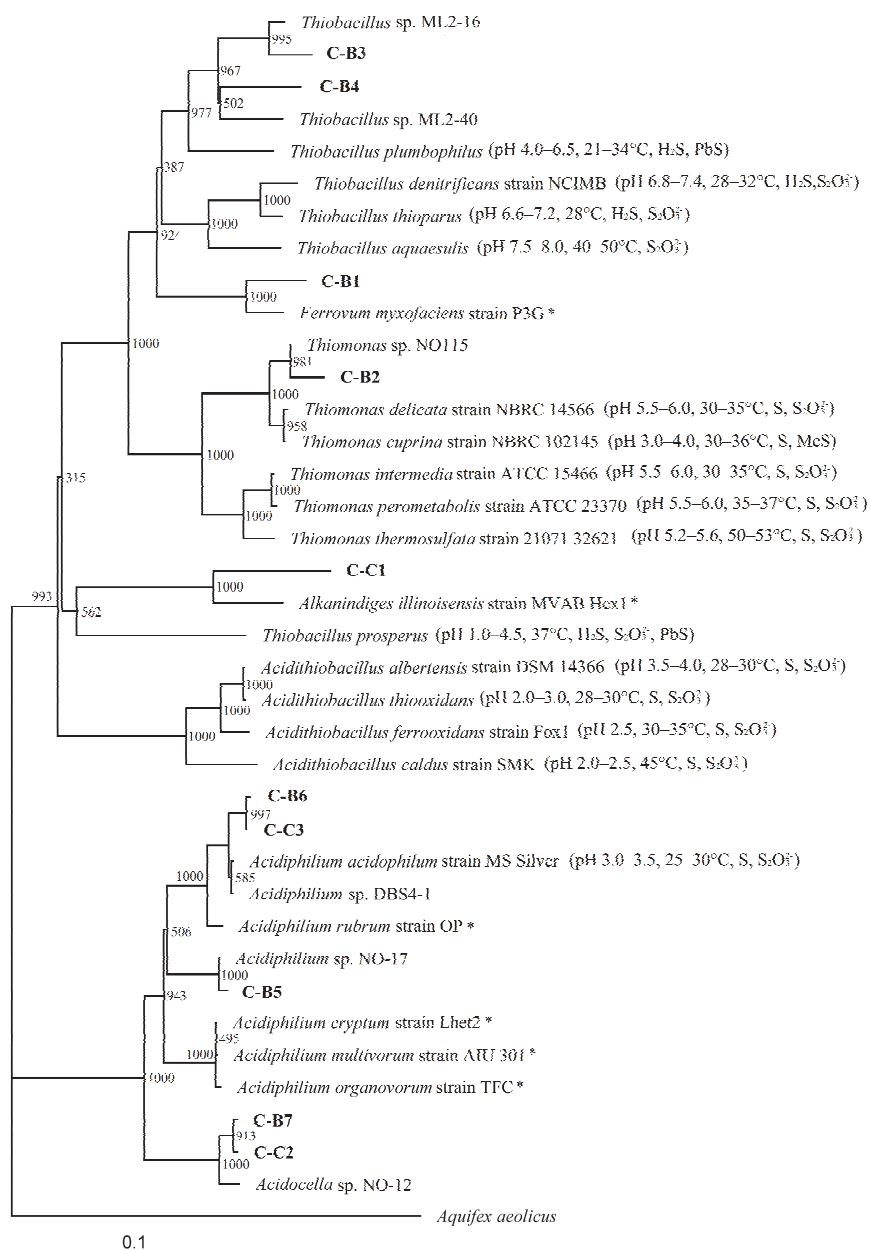 Thiobacillus sp. ML2-16
995
C-B3
967
C-B4
502
977
Thiobacillus sp. ML2-40
Thiobacillus plumbophilus (pH 4.0–6.5, 21–34°C, H₂S, PbS)
387
Thiobacillus denitrificans strain NCIMB (pH 6.8–7.4, 28–32°C, H₂S,S₂O₃²⁻)
1000
Thiobacillus thioparus (pH 6.6–7.2, 28°C, H₂S, S₂O₃²⁻)
1000
924
Thiobacillus aquaesulis (pH 7.5–8.0, 40–50°C, S₂O₃²⁻)
C-B1
1000
Ferrovum myxofaciens strain P3G *
1000
Thiomonas sp. NO115
981
C-B2
1000
Thiomonas delicata strain NBRC 14566 (pH 5.5–6.0, 30–35°C, S, S₂O₃²⁻)
958
Thiomonas cuprina strain NBRC 102145 (pH 3.0–4.0, 30–36°C, S, MeS)
1000
Thiomonas intermedia strain ATCC 15466 (pH 5.5–6.0, 30–35°C, S, S₂O₃²⁻)
315
1000
Thiomonas perometabolis strain ATCC 23370 (pH 5.5–6.0, 35–37°C, S, S₂O₃²⁻)
1000
Thiomonas thermosulfata strain 21071 32621 (pH 5.2–5.6, 50–53°C, S, S₂O₃²⁻)
C-C1
1000
993
Alkanindiges illinoisensis strain MVAB Hex1 *
562
Thiobacillus prosperus (pH 1.0–4.5, 37°C, H₂S, S₂O₃²⁻, PbS)
Acidithiobacillus albertensis strain DSM 14366 (pH 3.5–4.0, 28–30°C, S, S₂O₃²⁻)
1000
Acidithiobacillus thiooxidans (pH 2.0–3.0, 28–30°C, S, S₂O₃²⁻)
1000
Acidithiobacillus ferrooxidans strain Fox1 (pH 2.5, 30–35°C, S, S₂O₃²⁻)
1000
Acidithiobacillus caldus strain SMK (pH 2.0–2.5, 45°C, S, S₂O₃²⁻)
C-B6
997
C-C3
Acidiphilium acidophilum strain MS Silver (pH 3.0–3.5, 25–30°C, S, S₂O₃²⁻)
1000
585
Acidiphilium sp. DBS4-1
Acidiphilium rubrum strain OP *
506
Acidiphilium sp. NO-17
1000
C-B5
943
Acidiphilium cryptum strain Lhet2 *
495
Acidiphilium multivorum strain AIU 301 *
1000
1000
Acidiphilium organovorum strain TFC *
C-B7
913
C-C2
1000
Acidocella sp. NO-12
Aquifex aeolicus
0.1